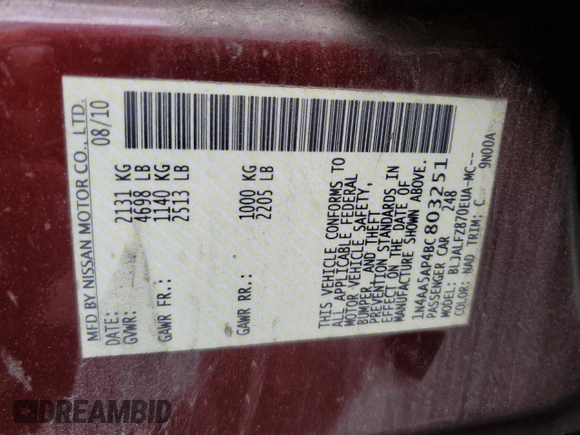 MFD BY NISSAN MOTOR CO., LTD.
DATE: 08/10
GVWR: 2131 KG
4698 LB
GAWR FR: 1140 KG
2513 LB
GAWR RR: 1000 KG
2205 LB
THIS VEHICLE CONFORMS TO
ALL APPLICABLE FEDERAL
MOTOR VEHICLE SAFETY,
BUMPER, AND THEFT
PREVENTION STANDARDS IN
EFFECT ON THE DATE OF
MANUFACTURE SHOWN ABOVE.
1N4AA5AP4BC803251
PASSENGER CAR 248
MODEL: BLJALFZ870EUA-MC--
COLOR: NAD TRIM: C 9N00A
DREAMBID